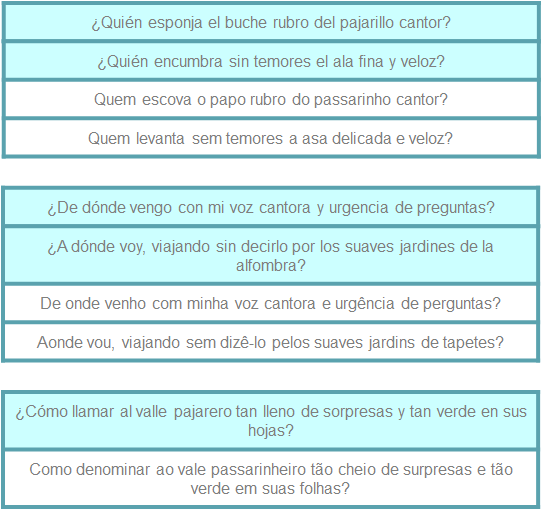 ¿Quién esponja el buche rubro del pajarillo cantor?
¿Quién encumbra sin temores el ala fina y veloz?
Quem escova o papo rubro do passarinho cantor?
Quem levanta sem temores a asa delicada e veloz?
¿De dónde vengo con mi voz cantora y urgencia de preguntas?
¿A dónde voy, viajando sin decirlo por los suaves jardines de la
alfombra?
De onde venho com minha voz cantora e urgência de perguntas?
Aonde vou, viajando sem dizê-lo pelos suaves jardins de tapetes?
¿Cómo llamar al valle pajarero tan lleno de sorpresas y tan verde en sus
hojas?
Como denominar ao vale passarinheiro tão cheio de surpresas e tão
verde em suas folhas?